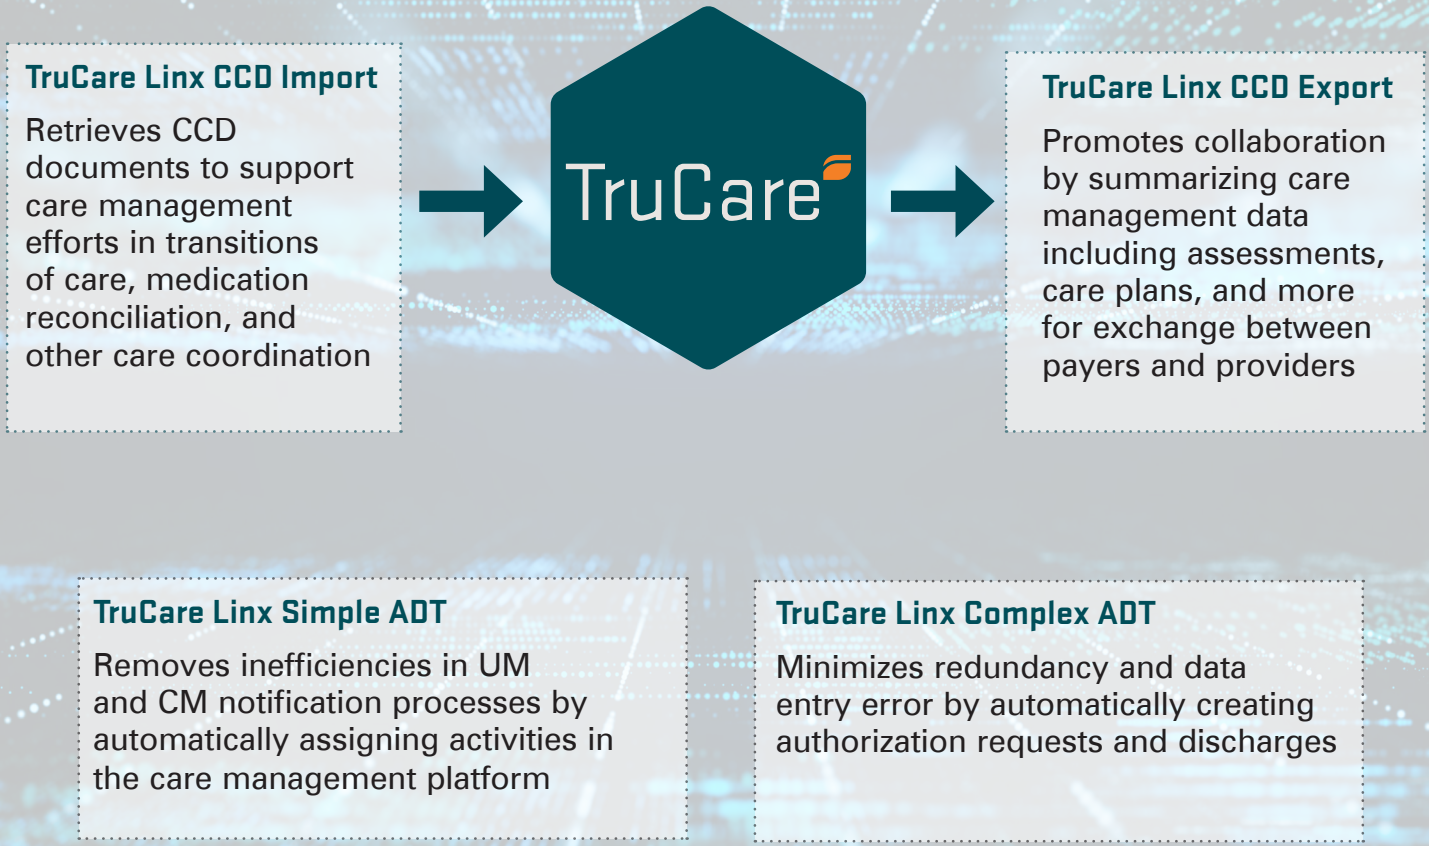 TruCare Linx CCD Import
Retrieves CCD
documents to support
care management
efforts in transitions
of care, medication
reconciliation, and
other care coordination
TruCare
TruCare Linx CCD Export
Promotes collaboration
by summarizing care
management data
including assessments,
care plans, and more
for exchange between
payers and providers
TruCare Linx Simple ADT
Removes inefficiencies in UM
and CM notification processes by
automatically assigning activities in
the care management platform
TruCare Linx Complex ADT
Minimizes redundancy and data
entry error by automatically creating
authorization requests and discharges